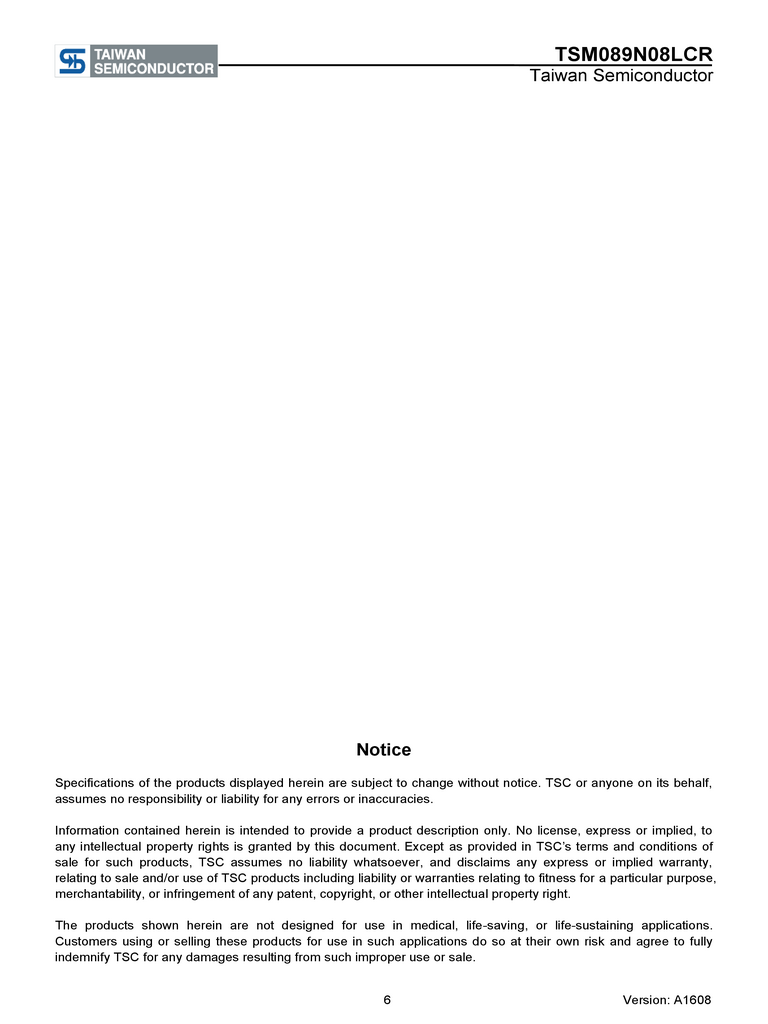 TAIWAN
SEMICONDUCTOR
TSM089N08LCR
Taiwan Semiconductor
Notice
Specifications of the products displayed herein are subject to change without notice. TSC or anyone on its behalf,
assumes no responsibility or liability for any errors or inaccuracies.
Information contained herein is intended to provide a product description only. No license, express or implied, to
any intellectual property rights is granted by this document. Except as provided in TSC’s terms and conditions of
sale for such products, TSC assumes no liability whatsoever, and disclaims any express or implied warranty,
relating to sale and/or use of TSC products including liability or warranties relating to fitness for a particular purpose,
merchantability, or infringement of any patent, copyright, or other intellectual property right.
The products shown herein are not designed for use in medical, life-saving, or life-sustaining applications.
Customers using or selling these products for use in such applications do so at their own risk and agree to fully
indemnify TSC for any damages resulting from such improper use or sale.
6
Version: A1608